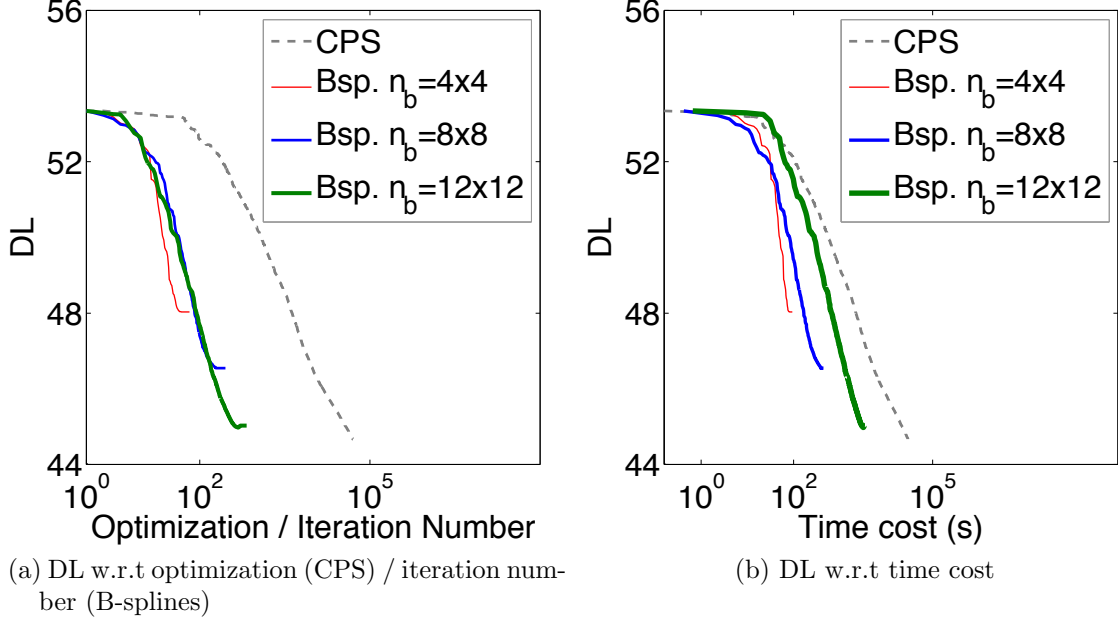 56
52
48
44
DL
CPS
Bsp. n_b=4x4
Bsp. n_b=8x8
Bsp. n_b=12x12
10^0
10^2
10^5
Optimization / Iteration Number
(a) DL w.r.t optimization (CPS) / iteration num-
ber (B-splines)
56
52
48
44
DL
CPS
Bsp. n_b=4x4
Bsp. n_b=8x8
Bsp. n_b=12x12
10^0
10^2
10^5
Time cost (s)
(b) DL w.r.t time cost